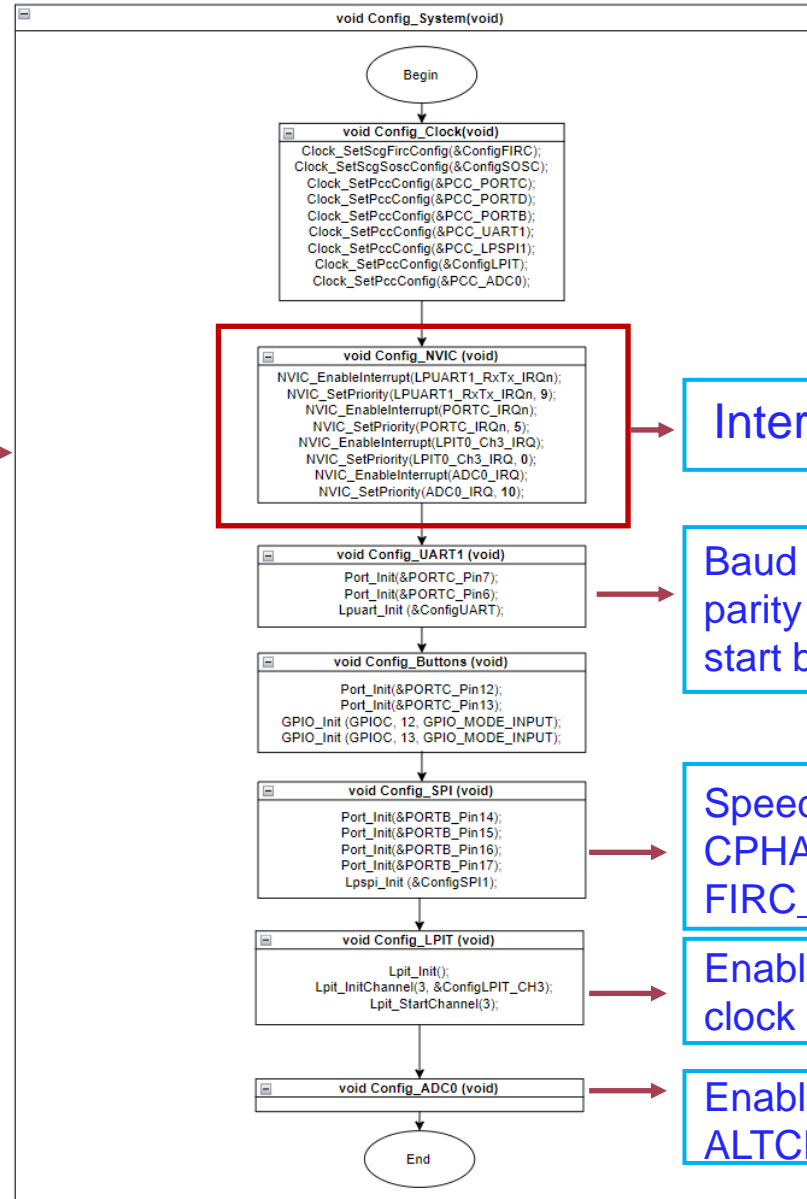 void Config_System(void)
Begin
void Config_Clock(void)
Clock_SetScgFircConfig(&ConfigFIRC);
Clock_SetScgSoscConfig(&ConfigSOSC);
Clock_SetPccConfig(&PCC_PORTC);
Clock_SetPccConfig(&PCC_PORTD);
Clock_SetPccConfig(&PCC_PORTB);
Clock_SetPccConfig(&PCC_UART1);
Clock_SetPccConfig(&PCC_LPSPI1);
Clock_SetPccConfig(&ConfigLPIT);
Clock_SetPccConfig(&PCC_ADC0);
void Config_NVIC (void)
NVIC_EnableInterrupt(LPUART1_RxTx_IRQn);
NVIC_SetPriority(LPUART1_RxTx_IRQn, 9);
NVIC_EnableInterrupt(PORTC_IRQn);
NVIC_SetPriority(PORTC_IRQn, 5);
NVIC_EnableInterrupt(LPIT0_Ch3_IRQ);
NVIC_SetPriority(LPIT0_Ch3_IRQ, 0);
NVIC_EnableInterrupt(ADC0_IRQ);
NVIC_SetPriority(ADC0_IRQ, 10);
Inter
void Config_UART1 (void)
Port_Init(&PORTC_Pin7);
Port_Init(&PORTC_Pin6);
Lpuart_Init (&ConfigUART);
Baud
parity
start b
void Config_Buttons (void)
Port_Init(&PORTC_Pin12);
Port_Init(&PORTC_Pin13);
GPIO_Init (GPIOC, 12, GPIO_MODE_INPUT);
GPIO_Init (GPIOC, 13, GPIO_MODE_INPUT);
void Config_SPI (void)
Port_Init(&PORTB_Pin14);
Port_Init(&PORTB_Pin15);
Port_Init(&PORTB_Pin16);
Port_Init(&PORTB_Pin17);
Lpspi_Init (&ConfigSPI1);
Speed
CPHA
FIRC_
void Config_LPIT (void)
Lpit_Init();
Lpit_InitChannel(3, &ConfigLPIT_CH3);
Lpit_StartChannel(3);
Enabl
clock
void Config_ADC0 (void)
Enabl
ALTCL
End